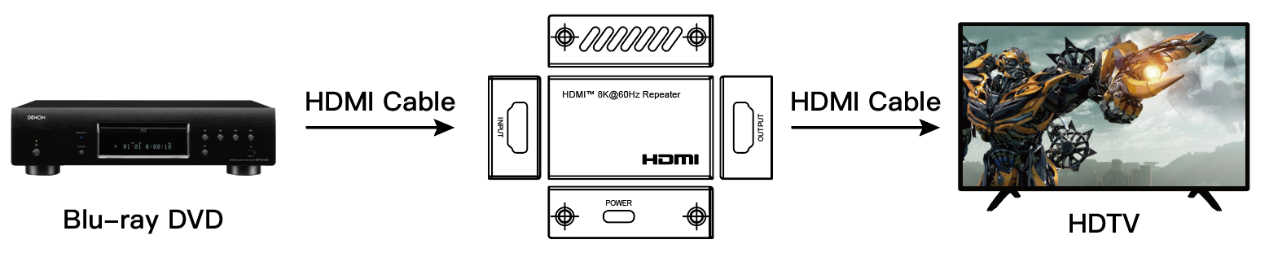 DENON
Blu-ray DVD
HDMI Cable
HDMI™ 8K@60Hz Repeater
INPUT
HDMI
OUTPUT
POWER
HDMI Cable
HDTV